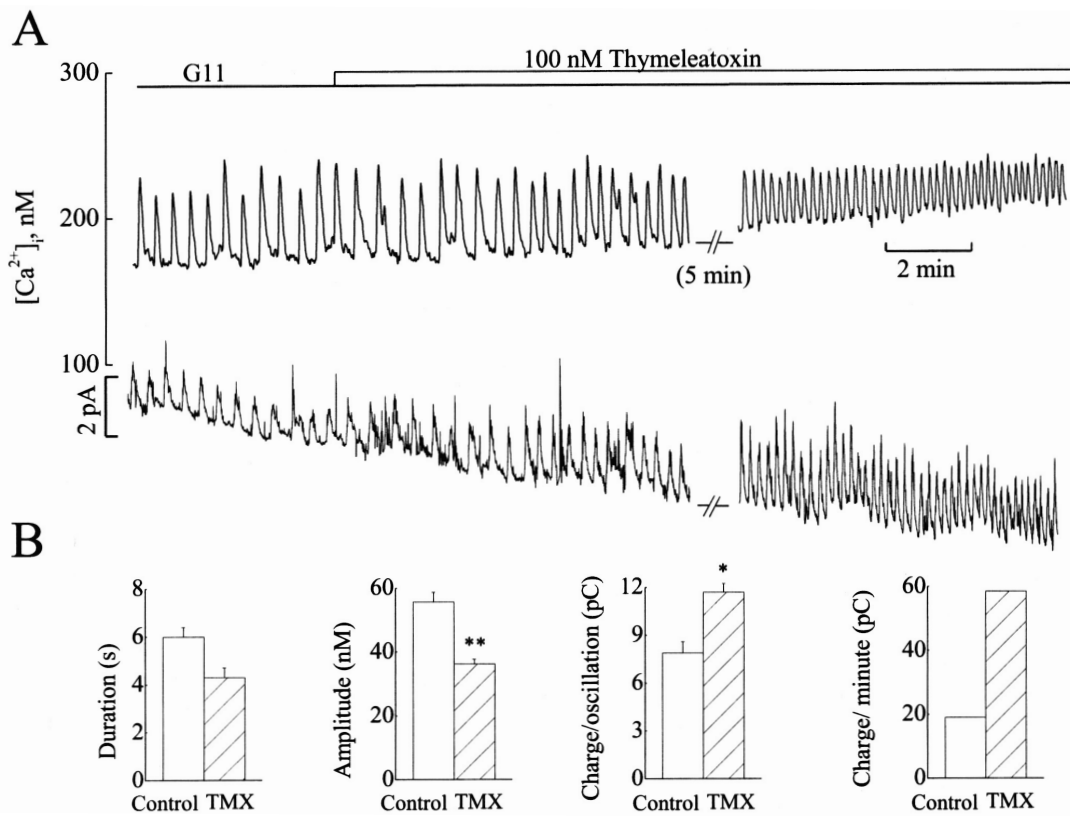 A
G11
100 nM Thymeleatoxin
300
200
100
[Ca²⁺]ᵢ, nM
(5 min)
2 min
2 pA
B
Duration (s)
8
6
4
2
0
Control TMX
Amplitude (nM)
60
40
20
0
**
Control TMX
Charge/oscillation (pC)
12
9
6
3
0
*
Control TMX
Charge/ minute (pC)
60
40
20
0
Control TMX